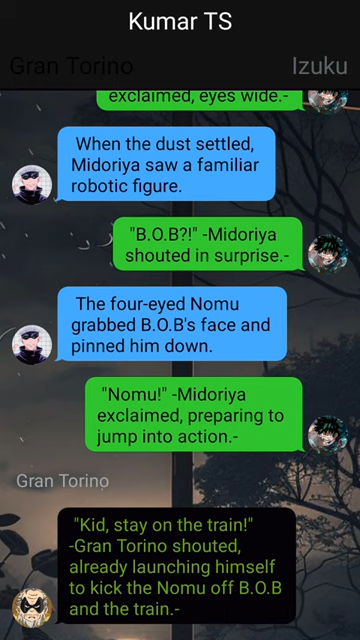 Kumar TS
Gran Torino
Izuku
exclaimed, eyes wide.-
When the dust settled,
Midoriya saw a familiar
robotic figure.
"B.O.B?!" -Midoriya
shouted in surprise.-
The four-eyed Nomu
grabbed B.O.B's face and
pinned him down.
"Nomu!" -Midoriya
exclaimed, preparing to
jump into action.-
Gran Torino
"Kid, stay on the train!"
-Gran Torino shouted,
already launching himself
to kick the Nomu off B.O.B
and the train.-